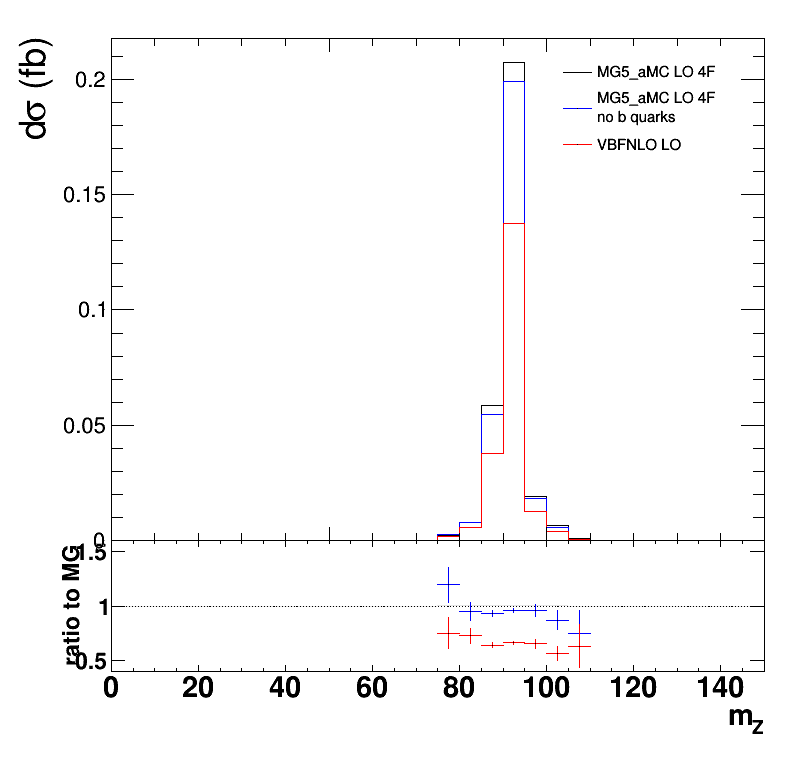 dσ (fb)
0.2
0.15
0.1
0.05
0
MG5_aMC LO 4F
MG5_aMC LO 4F
no b quarks
VBFNLO LO
ratio to MG
1.5
1
0.5
0 20 40 60 80 100 120 140
mZ